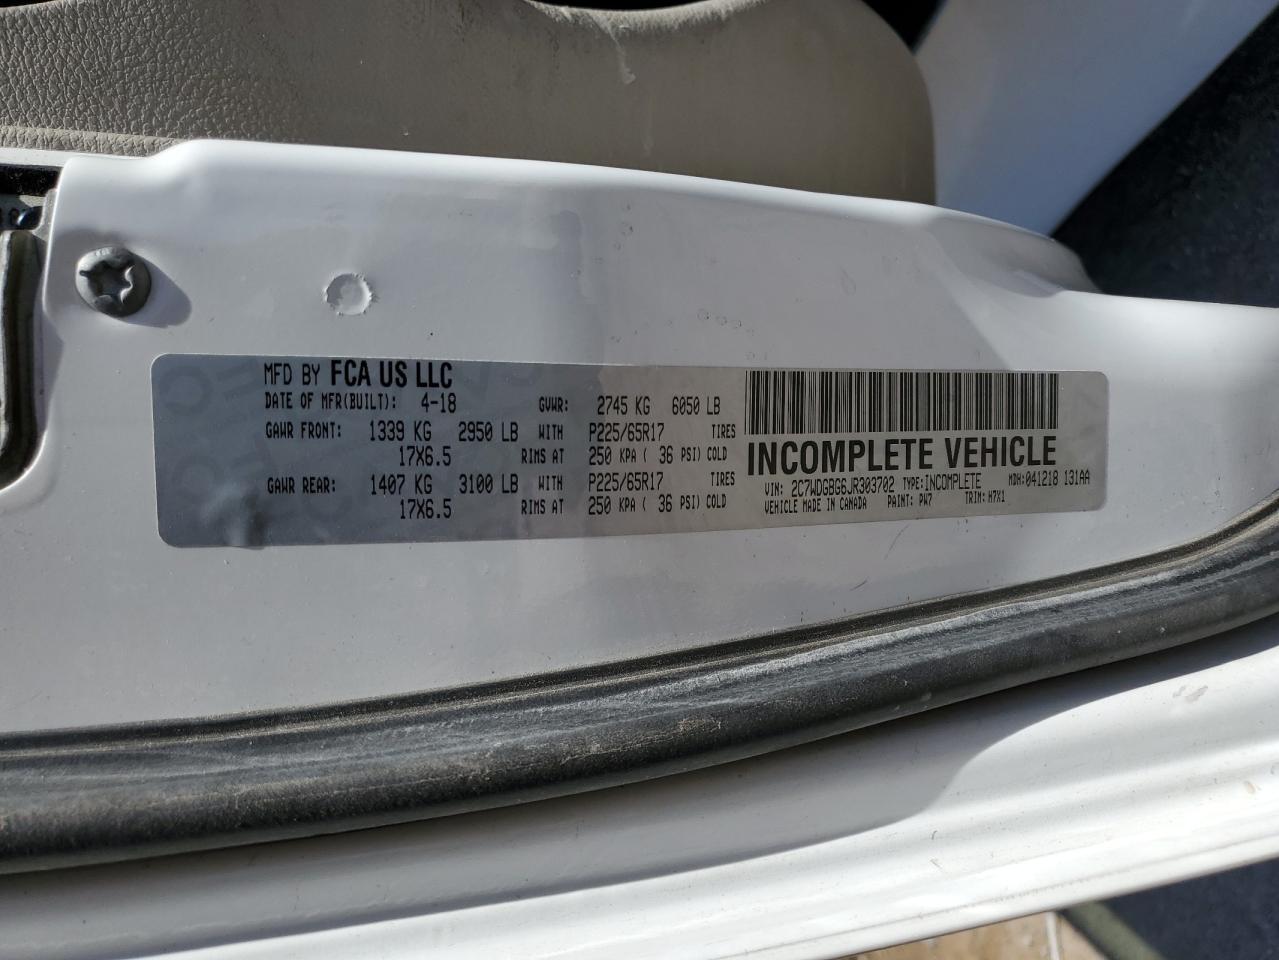 MFD BY FCA US LLC
DATE OF MFR(BUILT): 4-18 GVWR: 2745 KG 6050 LB
GAWR FRONT: 1339 KG 2950 LB WITH P225/65R17 TIRES
17X6.5 RIMS AT 250 KPA ( 36 PSI) COLD
GAWR REAR: 1407 KG 3100 LB WITH P225/65R17 TIRES
17X6.5 RIMS AT 250 KPA ( 36 PSI) COLD
INCOMPLETE VEHICLE
VIN: 2C7WDGBG6JR303702 TYPE: INCOMPLETE MDH: 041218 131AA
VEHICLE MADE IN CANADA PAINT: PW7 TRIM: H7X1